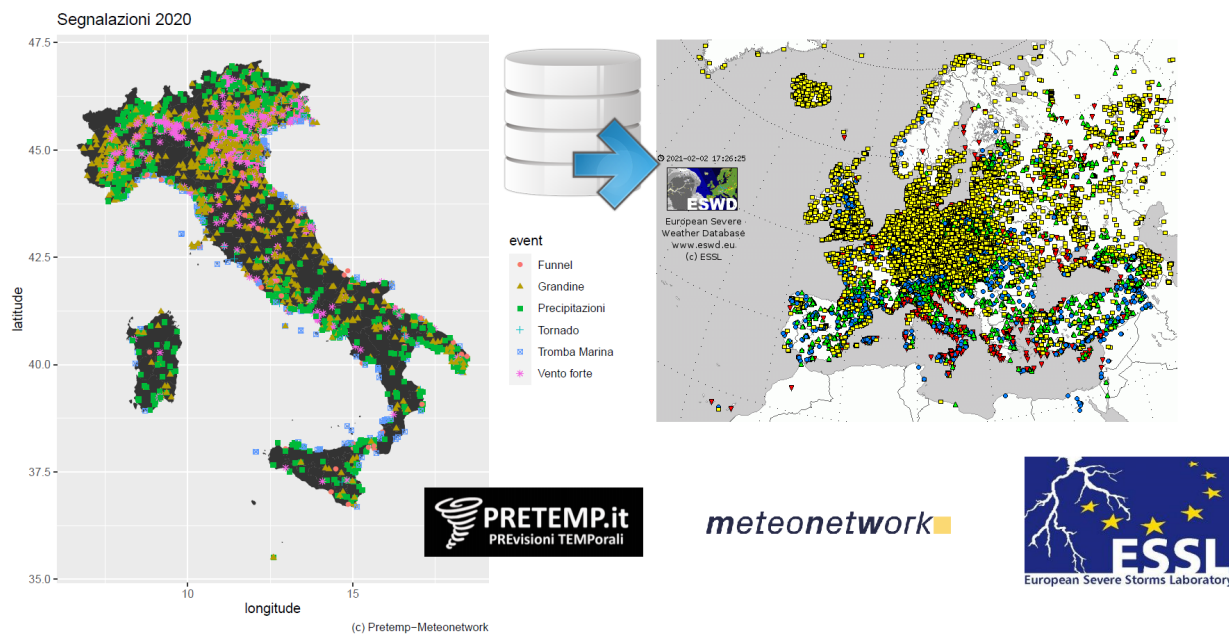 Segnalazioni 2020
47.5
45.0
42.5
40.0
37.5
35.0
latitude
10
15
longitude
(c) Pretemp−Meteonetwork
event
Funnel
Grandine
Precipitazioni
Tornado
Tromba Marina
Vento forte
2021-02-02 17:26:25
ESWD
European Severe
Weather Database
www.eswd.eu
(c) ESSL
PRETEMP.it
PREvisioni TEMPorali
meteonetwork
ESSL
European Severe Storms Laboratory